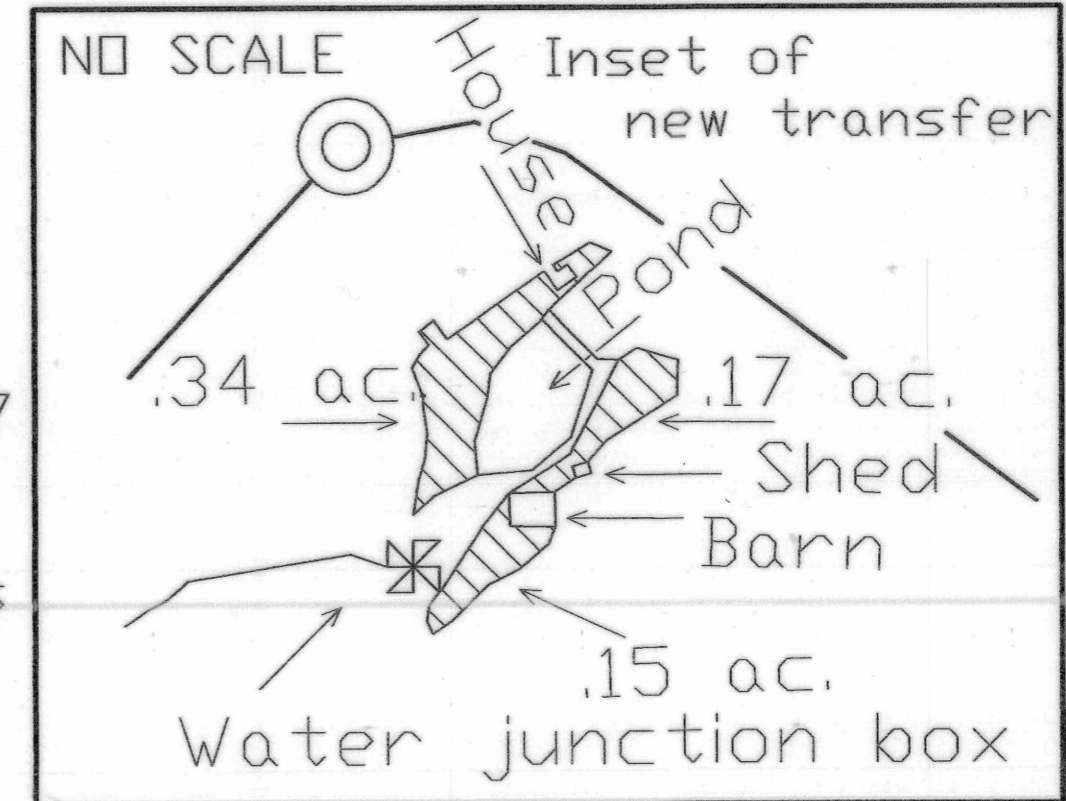 NO SCALE
Inset of
new transfer
House
Pond
.34 ac.
.17 ac.
Shed
Barn
.15 ac.
Water junction box